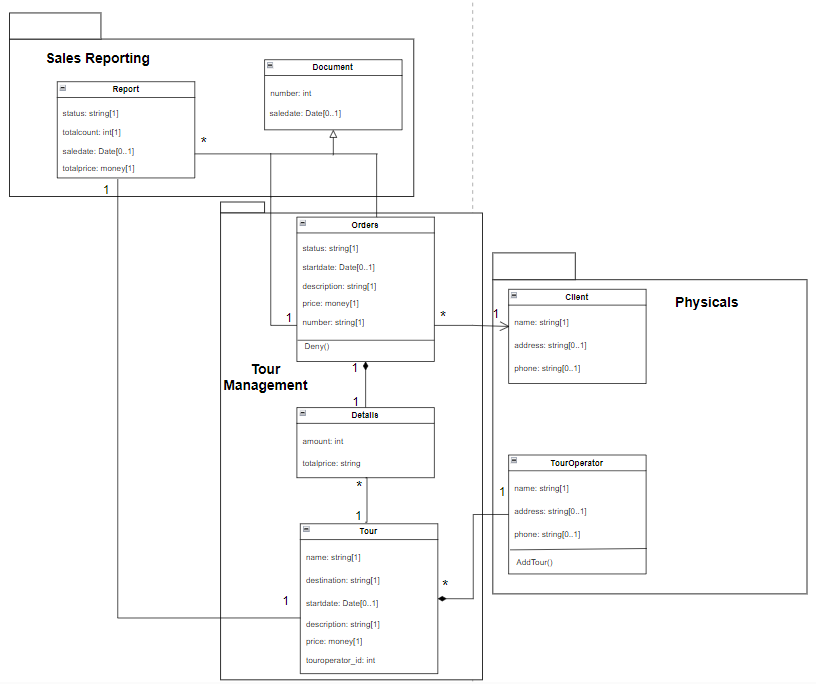 Sales Reporting
Report
status: string[1]
totalcount: int[1]
saledate: Date[0..1]
totalprice: money[1]
*
1
Document
number: int
saledate: Date[0..1]
Orders
status: string[1]
startdate: Date[0..1]
description: string[1]
price: money[1]
number: string[1]
Deny()
1
*
1
1
1
Tour
Management
Details
amount: int
totalprice: string
*
1
Tour
name: string[1]
destination: string[1]
startdate: Date[0..1]
description: string[1]
price: money[1]
touroperator_id: int
1
*
1
Physicals
Client
name: string[1]
address: string[0..1]
phone: string[0..1]
TourOperator
name: string[1]
address: string[0..1]
phone: string[0..1]
AddTour()